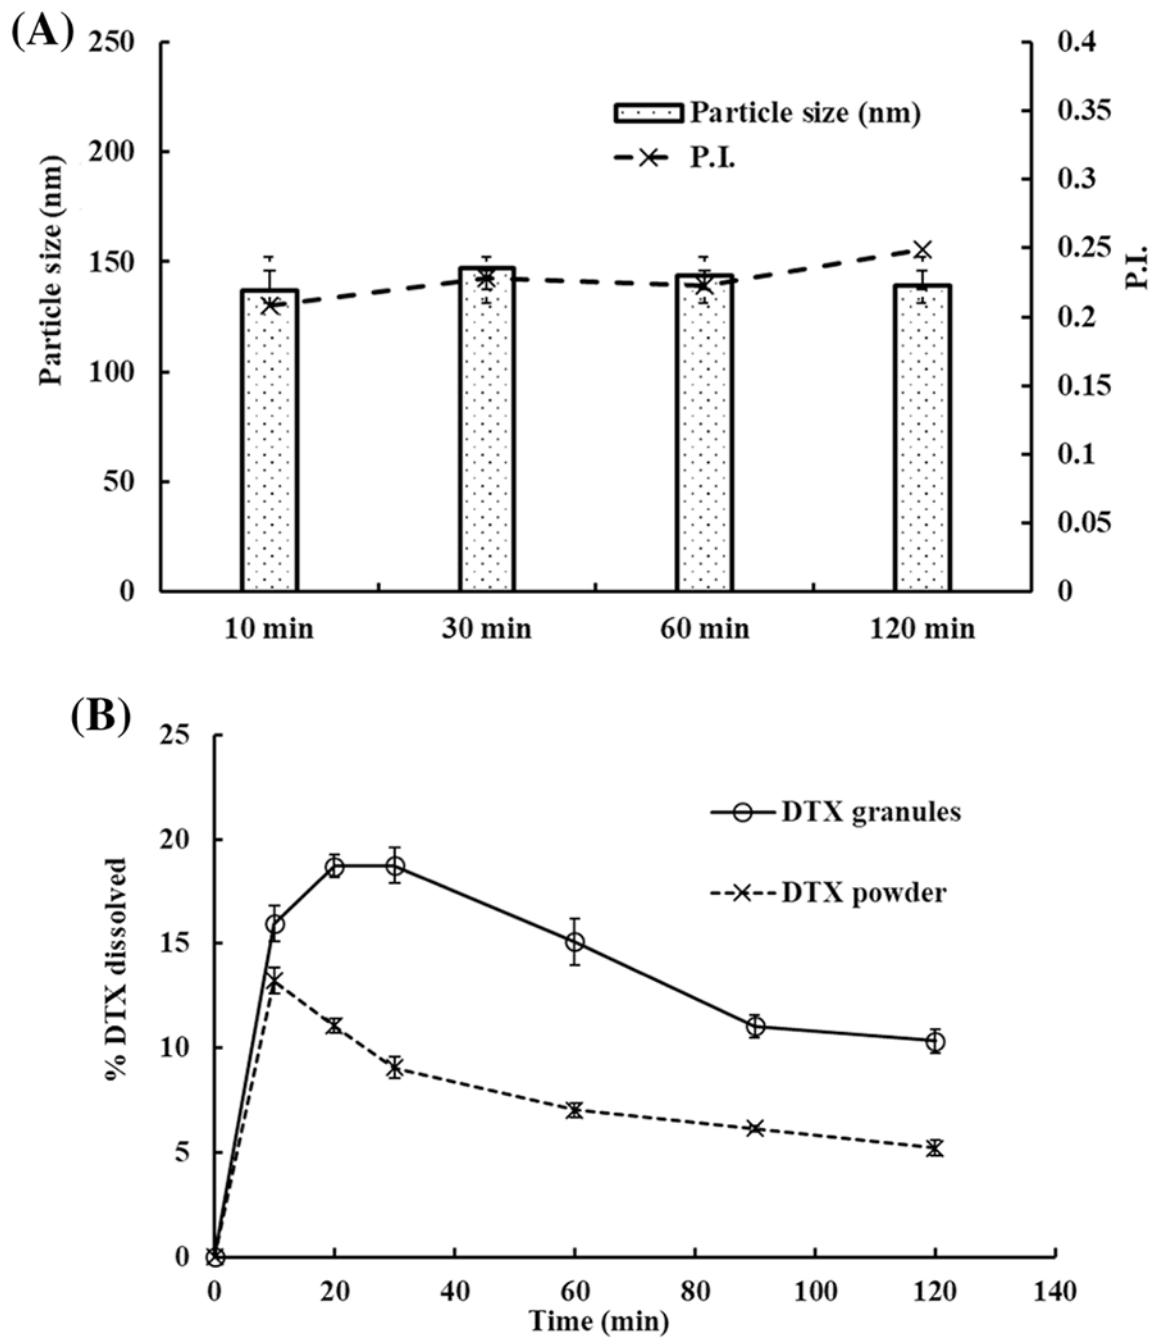 (A)
250
200
150
100
50
0
Particle size (nm)
Particle size (nm)
P.I.
0.4
0.35
0.3
0.25
0.2
0.15
0.1
0.05
0
P.I.
10 min 30 min 60 min 120 min
(B)
25
20
15
10
5
0
% DTX dissolved
DTX granules
DTX powder
0 20 40 60 80 100 120 140
Time (min)